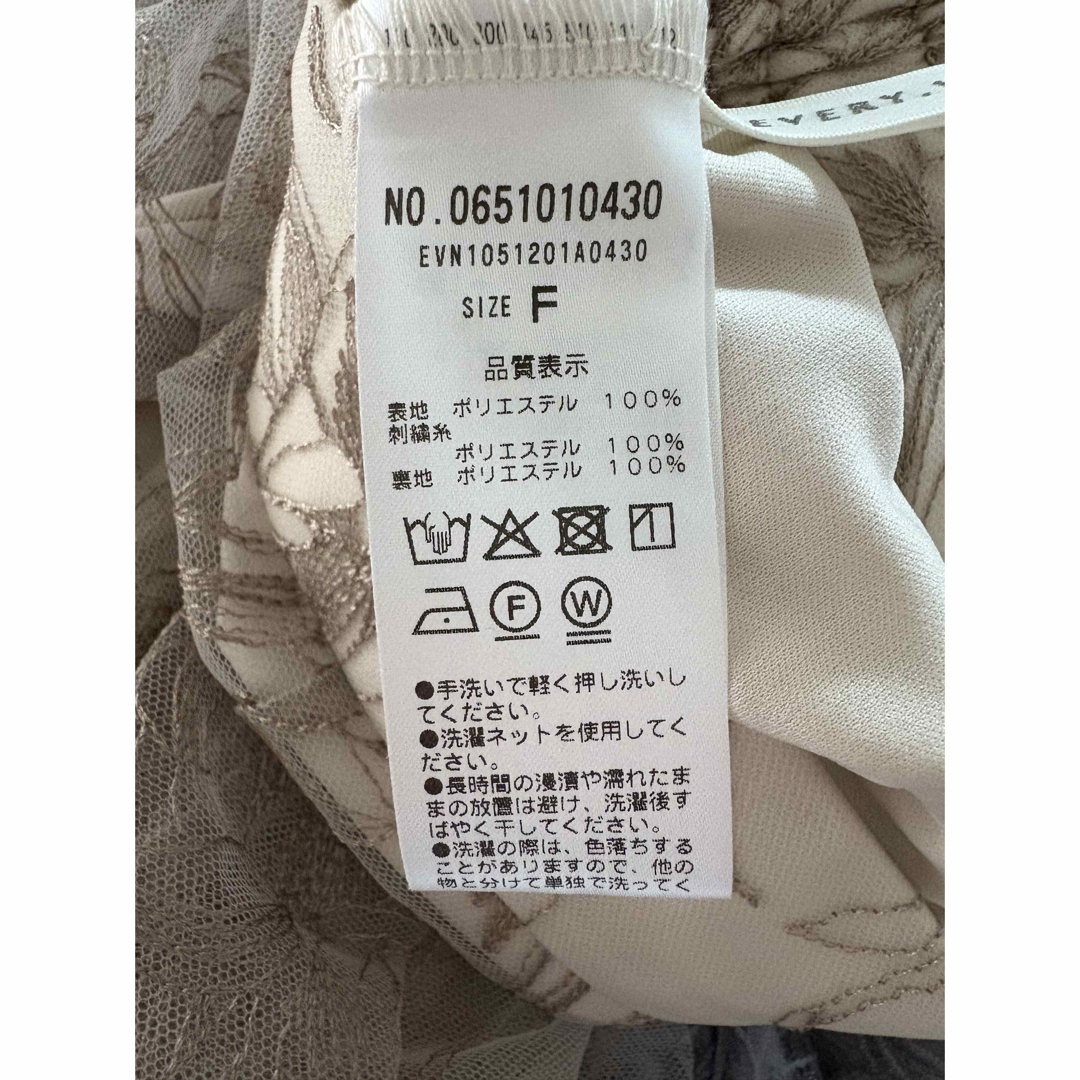 NO.0651010430
EVN1051201A0430
SIZE F
品質表示
表地 ポリエステル 100%
刺繍糸
ポリエステル 100%
裏地 ポリエステル 100%
F W
●手洗いで軽く押し洗いし
てください。
●洗濯ネットを使用してく
ださい。
●長時間の浸漬や濡れたま
まの放置は避け、洗濯後す
ばやく干してください。
●洗濯の際は、色落ちする
ことがありますので、他の
物と分けて単独で洗ってく